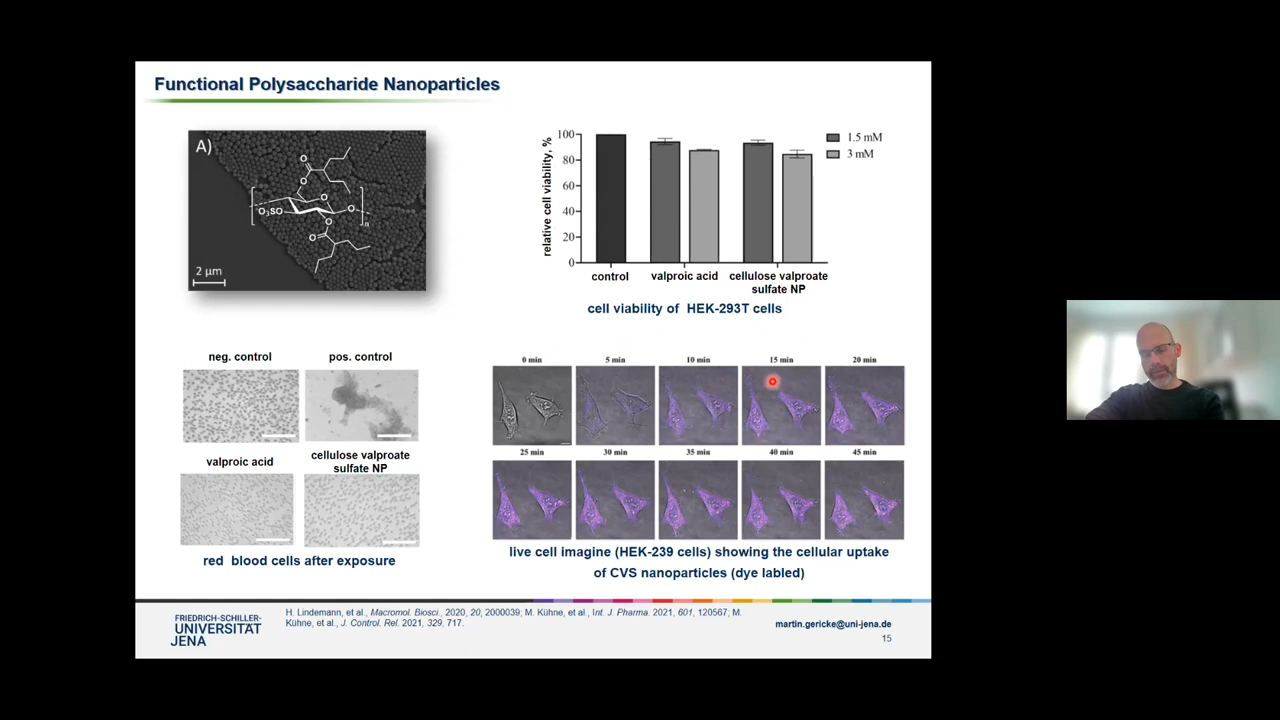 Functional Polysaccharide Nanoparticles
A)
O
O
O
O₃SO
O
O
O
n
2 µm
relative cell viability, %
100
80
60
40
20
0
1.5 mM
3 mM
control
valproic acid
cellulose valproate
sulfate NP
cell viability of HEK-293T cells
neg. control
pos. control
valproic acid
cellulose valproate
sulfate NP
red blood cells after exposure
0 min
5 min
10 min
15 min
20 min
25 min
30 min
35 min
40 min
45 min
live cell imagine (HEK-239 cells) showing the cellular uptake
of CVS nanoparticles (dye labled)
FRIEDRICH-SCHILLER-
UNIVERSITÄT
JENA
H. Lindemann, et al., Macromol. Biosci., 2020, 20, 2000039; M. Kühne, et al., Int. J. Pharma. 2021, 601, 120567; M.
Kühne, et al., J. Control. Rel. 2021, 329, 717.
martin.gericke@uni-jena.de
15